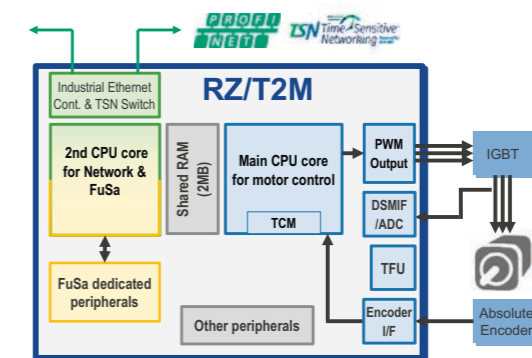 PROFI
NET
TSN Time-Sensitive
Networking
RZ/T2M
Industrial Ethernet
Cont. & TSN Switch
2nd CPU core
for Network &
FuSa
Shared RAM
(2MB)
Main CPU core
for motor control
TCM
PWM
Output
IGBT
DSMIF
/ADC
TFU
FuSa dedicated
peripherals
Other peripherals
Encoder
I/F
Absolute
Encoder